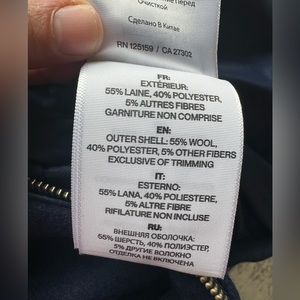 Очисткой
Сделано В Китае
RN 125159 / CA 27302
FR:
EXTÉRIEUR:
55% LAINE, 40% POLYESTER,
5% AUTRES FIBRES
GARNITURE NON COMPRISE
EN:
OUTER SHELL: 55% WOOL,
40% POLYESTER, 5% OTHER FIBERS
EXCLUSIVE OF TRIMMING
IT:
ESTERNO:
55% LANA, 40% POLIESTERE,
5% ALTRE FIBRE
RIFILATURE NON INCLUSE
RU:
ВНЕШНЯЯ ОБОЛОЧКА:
55% ШЕРСТЬ, 40% ПОЛИЭСТЕР,
5% ДРУГИЕ ВОЛОКНО
ОТДЕЛКА НЕ ВКЛЮЧЕНА